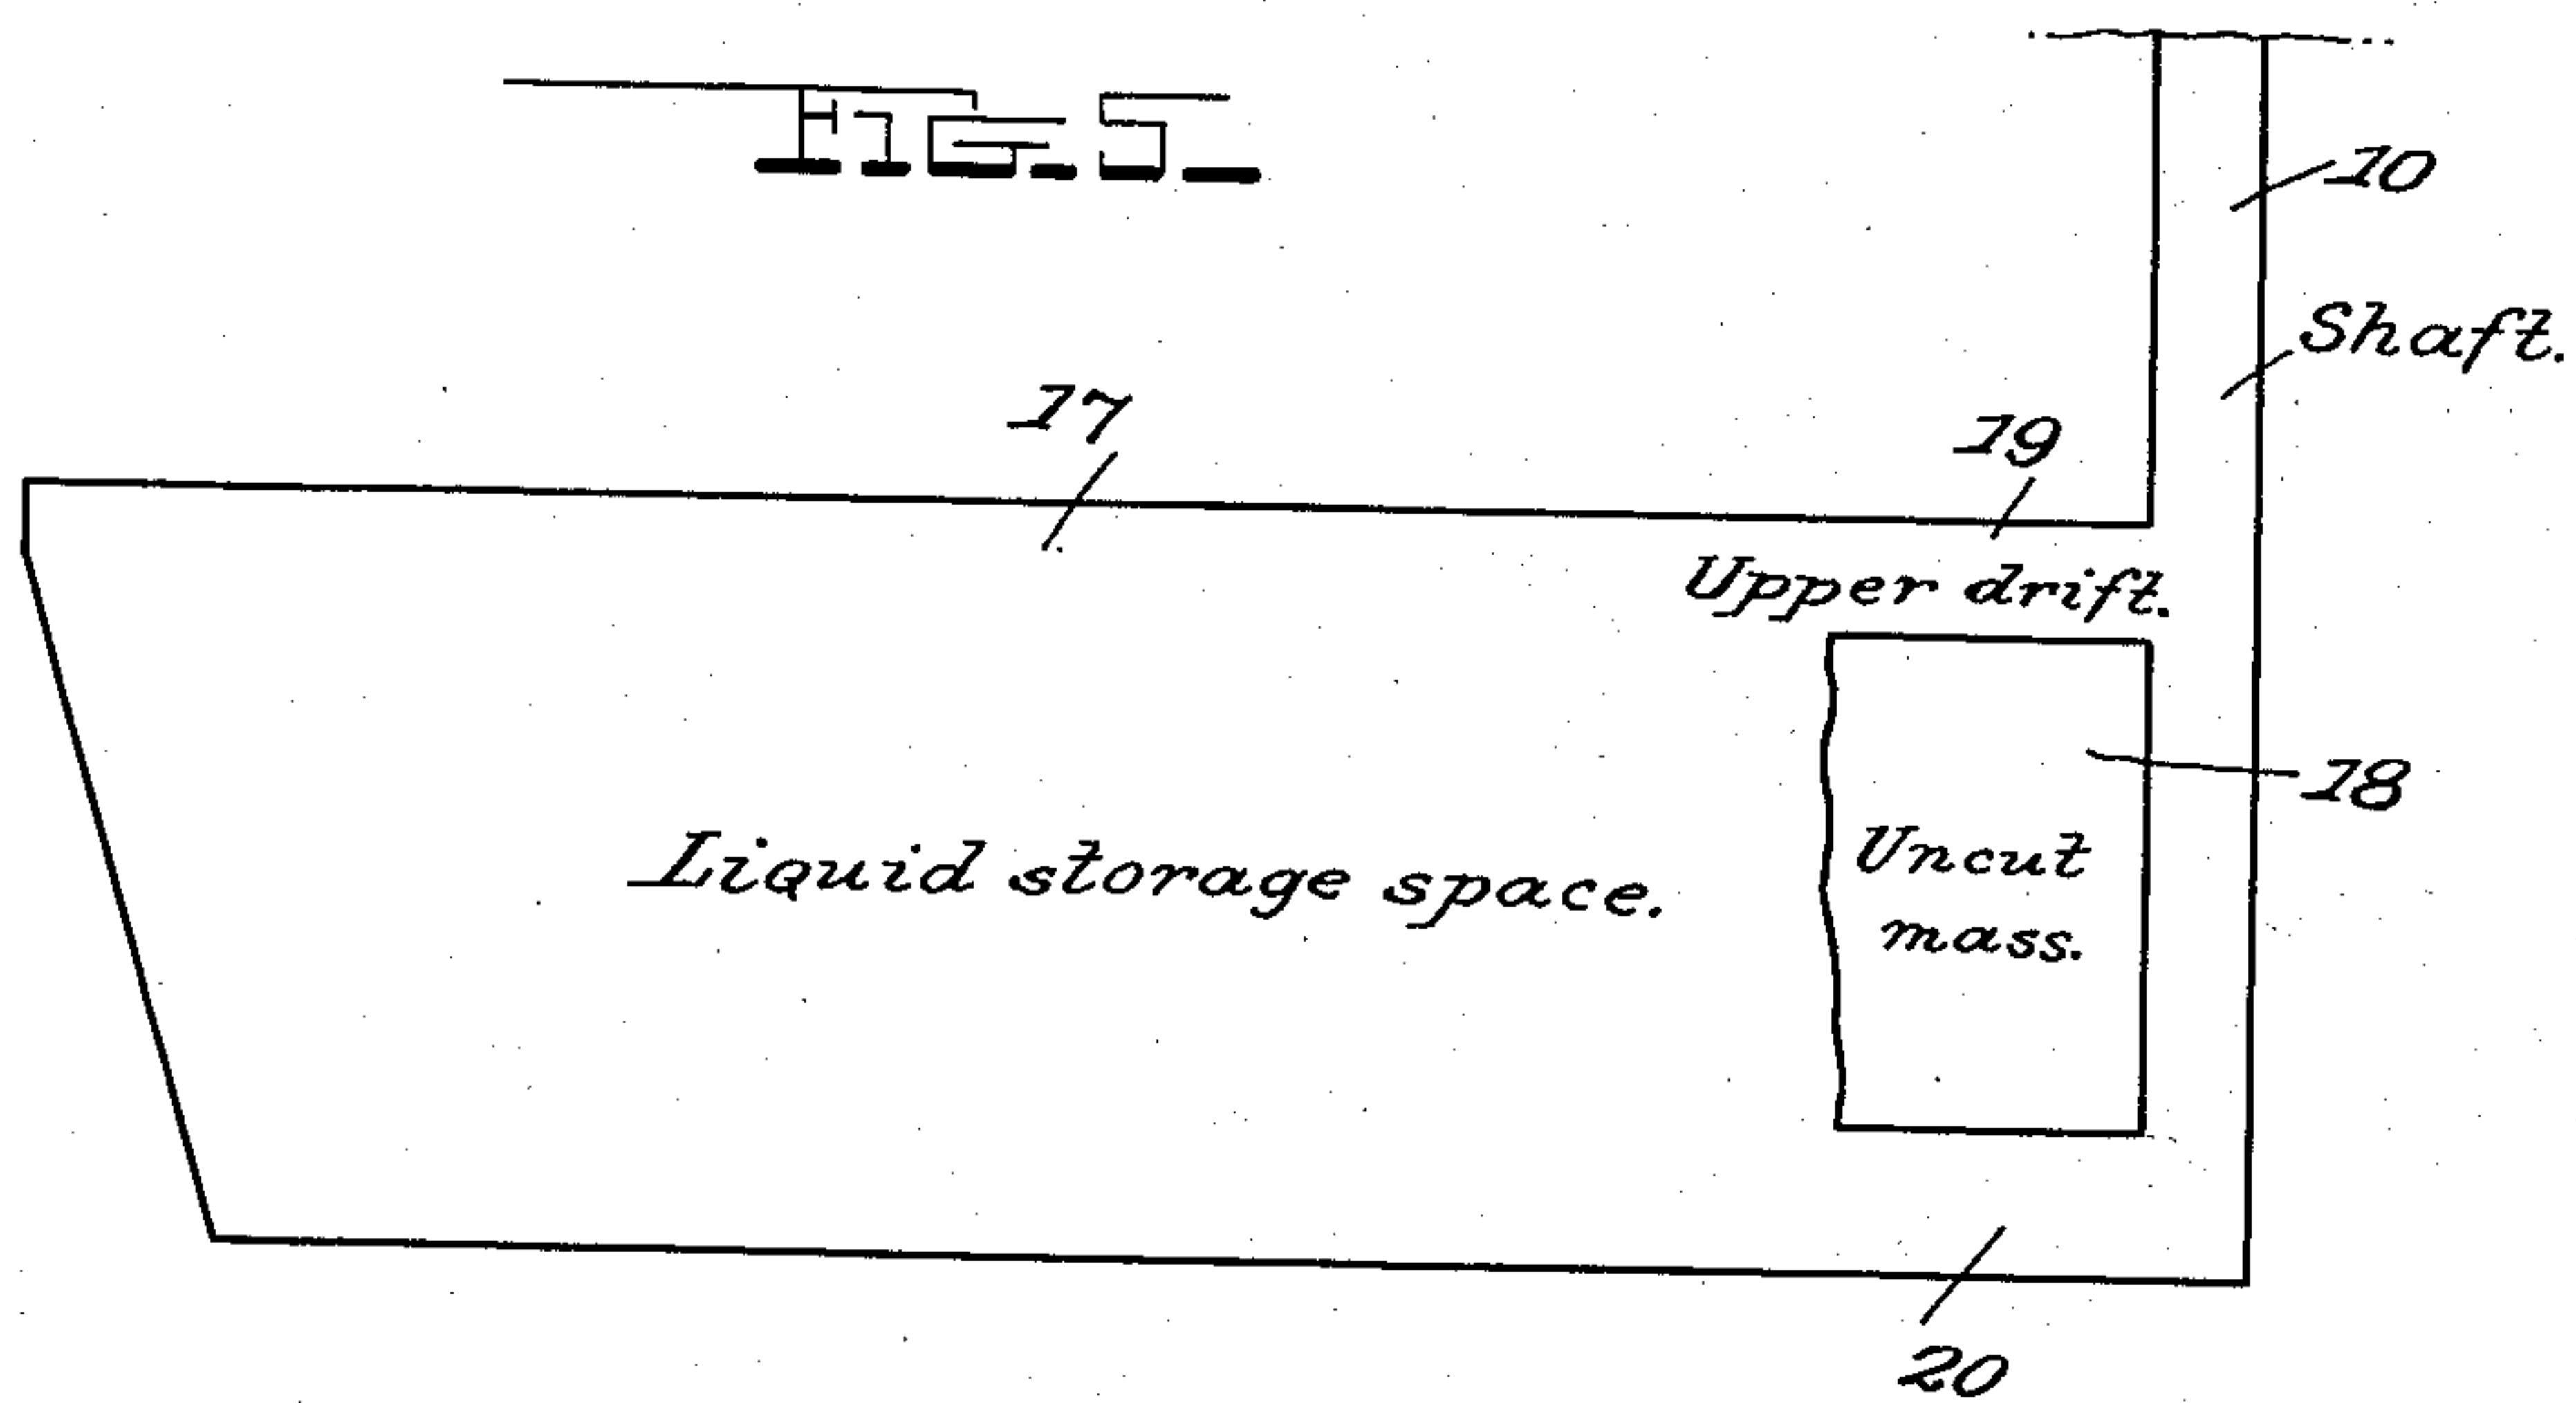 FIG-5-
10
Shaft.
17
19
Upper drift.
18
Uncut
mass.
Liquid storage space.
20